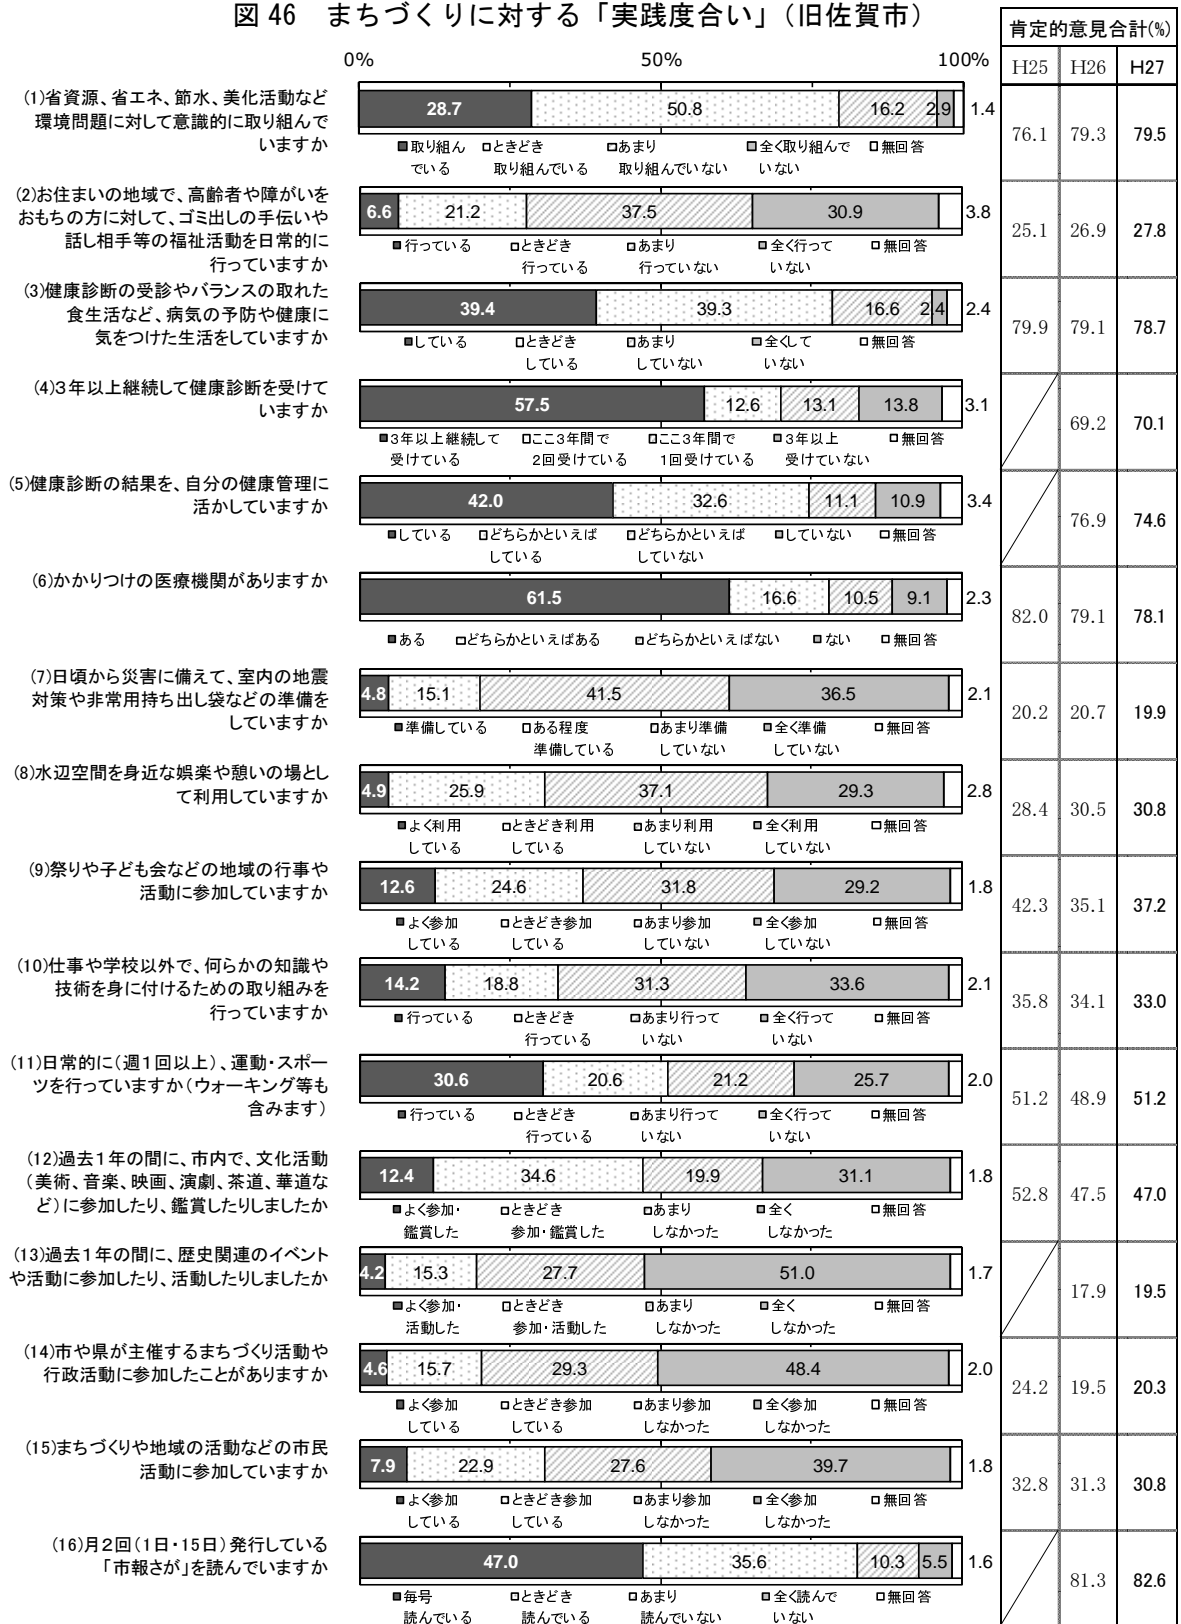 図 46　まちづくりに対する「実践度合い」（旧佐賀市）
肯定的意見合計(%)
0%　50%　100%
H25　H26　H27
(1)省資源、省エネ、節水、美化活動など
環境問題に対して意識的に取り組んで
いますか
28.7　50.8　16.2　2.9　1.4
76.1　79.3　79.5
■取り組ん　□ときどき　□あまり　■全く取り組んで　□無回答
でいる　取り組んでいる　取り組んでいない　いない
(2)お住まいの地域で、高齢者や障がいを
おもちの方に対して、ゴミ出しの手伝いや
話し相手等の福祉活動を日常的に
行っていますか
6.6　21.2　37.5　30.9　3.8
25.1　26.9　27.8
■行っている　□ときどき　□あまり　■全く行って　□無回答
行っている　行っていない　いない
(3)健康診断の受診やバランスの取れた
食生活など、病気の予防や健康に
気をつけた生活をしていますか
39.4　39.3　16.6　2.4　2.4
79.9　79.1　78.7
■している　□ときどき　□あまり　■全くして　□無回答
している　していない　いない
(4)3年以上継続して健康診断を受けて
いますか
57.5　12.6　13.1　13.8　3.1
69.2　70.1
■3年以上継続して　□ここ3年間で　□ここ3年間で　■3年以上　□無回答
受けている　2回受けている　1回受けている　受けていない
(5)健康診断の結果を、自分の健康管理に
活かしていますか
42.0　32.6　11.1　10.9　3.4
76.9　74.6
■している　□どちらかといえば　□どちらかといえば　■していない　□無回答
している　していない
(6)かかりつけの医療機関がありますか
61.5　16.6　10.5　9.1　2.3
82.0　79.1　78.1
■ある　□どちらかといえばある　□どちらかといえばない　■ない　□無回答
(7)日頃から災害に備えて、室内の地震
対策や非常用持ち出し袋などの準備を
していますか
4.8　15.1　41.5　36.5　2.1
20.2　20.7　19.9
■準備している　□ある程度　□あまり準備　■全く準備　□無回答
準備している　していない　していない
(8)水辺空間を身近な娯楽や憩いの場とし
て利用していますか
4.9　25.9　37.1　29.3　2.8
28.4　30.5　30.8
■よく利用　□ときどき利用　□あまり利用　■全く利用　□無回答
している　している　していない　していない
(9)祭りや子ども会などの地域の行事や
活動に参加していますか
12.6　24.6　31.8　29.2　1.8
42.3　35.1　37.2
■よく参加　□ときどき参加　□あまり参加　■全く参加　□無回答
している　している　していない　していない
(10)仕事や学校以外で、何らかの知識や
技術を身に付けるための取り組みを
行っていますか
14.2　18.8　31.3　33.6　2.1
35.8　34.1　33.0
■行っている　□ときどき　□あまり行って　■全く行って　□無回答
行っている　いない　いない
(11)日常的に（週1回以上）、運動・スポー
ツを行っていますか（ウォーキング等も
含みます）
30.6　20.6　21.2　25.7　2.0
51.2　48.9　51.2
■行っている　□ときどき　□あまり行って　■全く行って　□無回答
行っている　いない　いない
(12)過去1年の間に、市内で、文化活動
（美術、音楽、映画、演劇、茶道、華道な
ど）に参加したり、鑑賞したりしましたか
12.4　34.6　19.9　31.1　1.8
52.8　47.5　47.0
■よく参加・　□ときどき　□あまり　■全く　□無回答
鑑賞した　参加・鑑賞した　しなかった　しなかった
(13)過去1年の間に、歴史関連のイベント
や活動に参加したり、活動したりしましたか
4.2　15.3　27.7　51.0　1.7
17.9　19.5
■よく参加・　□ときどき　□あまり　■全く　□無回答
活動した　参加・活動した　しなかった　しなかった
(14)市や県が主催するまちづくり活動や
行政活動に参加したことがありますか
4.6　15.7　29.3　48.4　2.0
24.2　19.5　20.3
■よく参加　□ときどき参加　□あまり参加　■全く参加　□無回答
している　している　しなかった　しなかった
(15)まちづくりや地域の活動などの市民
活動に参加していますか
7.9　22.9　27.6　39.7　1.8
32.8　31.3　30.8
■よく参加　□ときどき参加　□あまり参加　■全く参加　□無回答
している　している　しなかった　しなかった
(16)月2回（1日・15日）発行している
「市報さが」を読んでいますか
47.0　35.6　10.3　5.5　1.6
81.3　82.6
■毎号　□ときどき　□あまり　■全く読んで　□無回答
読んでいる　読んでいる　読んでいない　いない